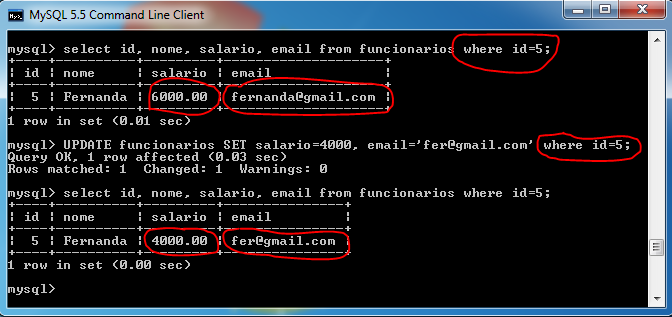 MySQL 5.5 Command Line Client
mysql> select id, nome, salario, email from funcionarios where id=5;
+----+----------+---------+--------------------+
| id | nome     | salario | email              |
+----+----------+---------+--------------------+
|  5 | Fernanda | 6000.00 | fernanda@gmail.com |
+----+----------+---------+--------------------+
1 row in set (0.01 sec)
mysql> UPDATE funcionarios SET salario=4000, email='fer@gmail.com' where id=5;
Query OK, 1 row affected (0.03 sec)
Rows matched: 1  Changed: 1  Warnings: 0
mysql> select id, nome, salario, email from funcionarios where id=5;
+----+----------+---------+---------------+
| id | nome     | salario | email         |
+----+----------+---------+---------------+
|  5 | Fernanda | 4000.00 | fer@gmail.com |
+----+----------+---------+---------------+
1 row in set (0.00 sec)
mysql>